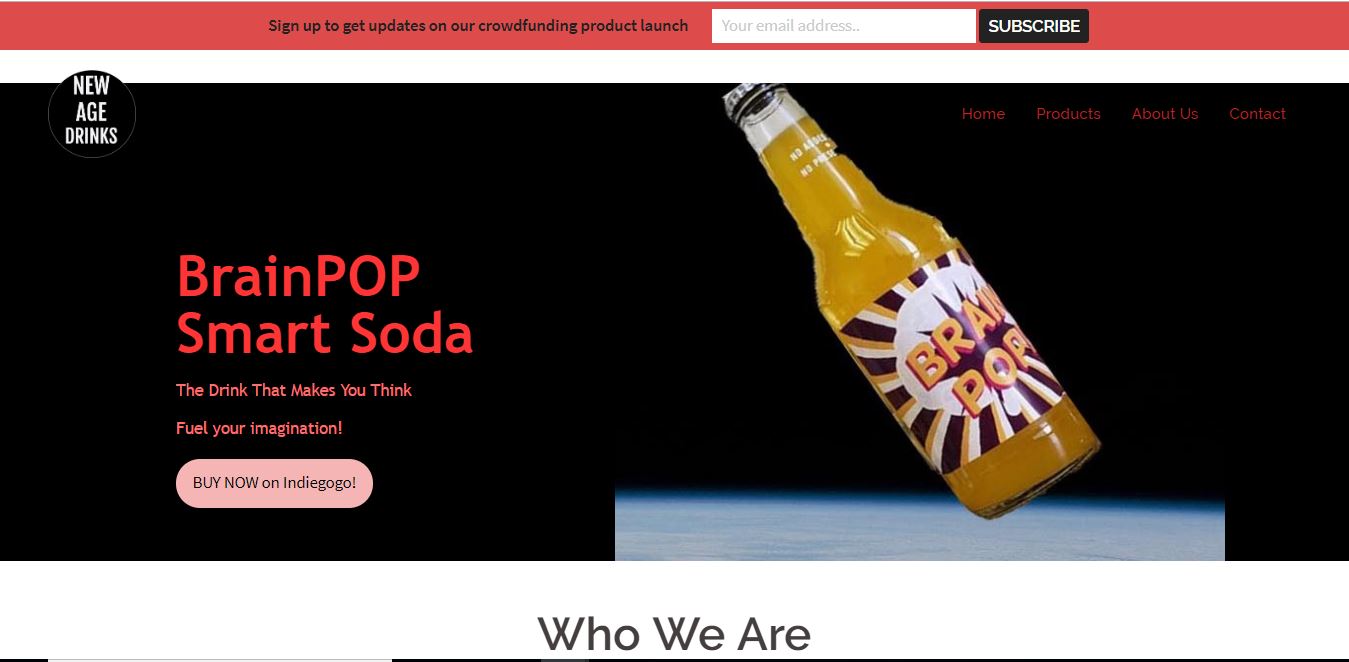 Sign up to get updates on our crowdfunding product launch
Your email address..
SUBSCRIBE
NEW
AGE
DRINKS
Home
Products
About Us
Contact
NO
NO
BrainPOP
Smart Soda
The Drink That Makes You Think
Fuel your imagination!
BUY NOW on Indiegogo!
BRAIN
POP
Who We Are